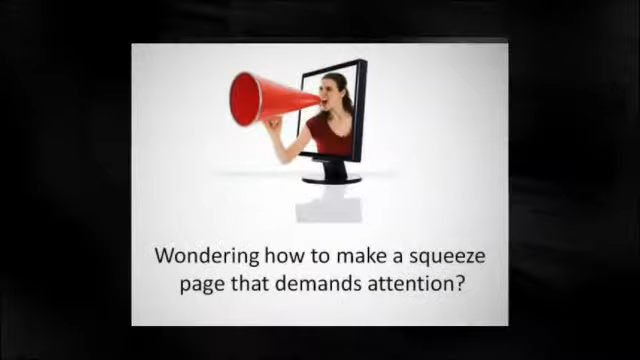 Wondering how to make a squeeze
page that demands attention?